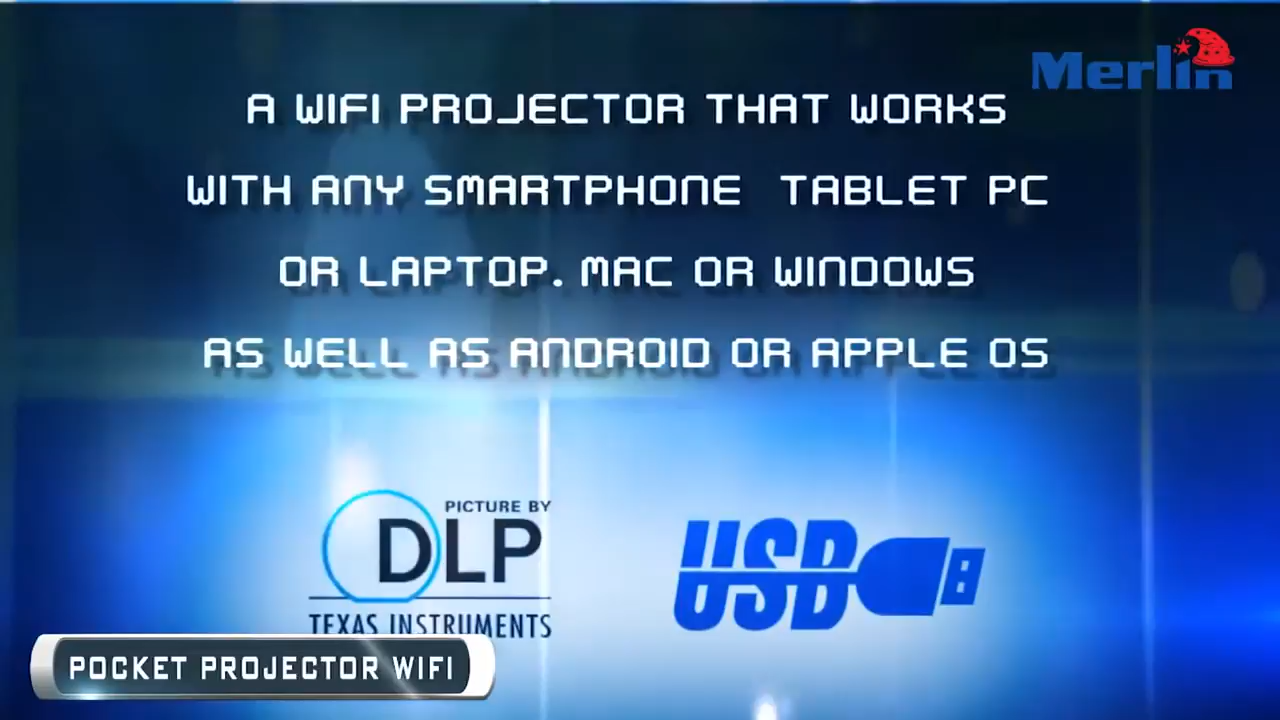 Merlin
A WIFI PROJECTOR THAT WORKS
WITH ANY SMARTPHONE TABLET PC
OR LAPTOP. MAC OR WINDOWS
AS WELL AS ANDROID OR APPLE OS
PICTURE BY
DLP
TEXAS INSTRUMENTS
USB
POCKET PROJECTOR WIFI